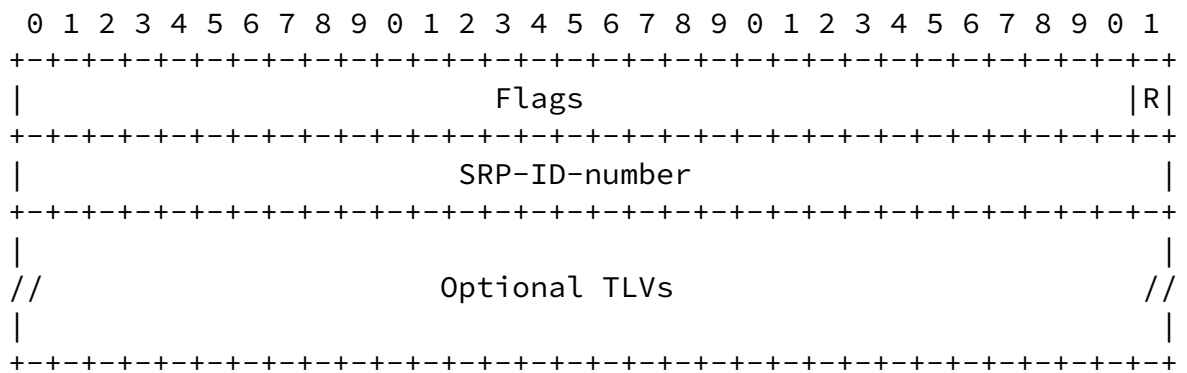 0 1 2 3 4 5 6 7 8 9 0 1 2 3 4 5 6 7 8 9 0 1 2 3 4 5 6 7 8 9 0 1
+-+-+-+-+-+-+-+-+-+-+-+-+-+-+-+-+-+-+-+-+-+-+-+-+-+-+-+-+-+-+-+-+
|                          Flags                              |R|
+-+-+-+-+-+-+-+-+-+-+-+-+-+-+-+-+-+-+-+-+-+-+-+-+-+-+-+-+-+-+-+-+
|                        SRP-ID-number                          |
+-+-+-+-+-+-+-+-+-+-+-+-+-+-+-+-+-+-+-+-+-+-+-+-+-+-+-+-+-+-+-+-+
|                                                               |
//                      Optional TLVs                          //
|                                                               |
+-+-+-+-+-+-+-+-+-+-+-+-+-+-+-+-+-+-+-+-+-+-+-+-+-+-+-+-+-+-+-+-+